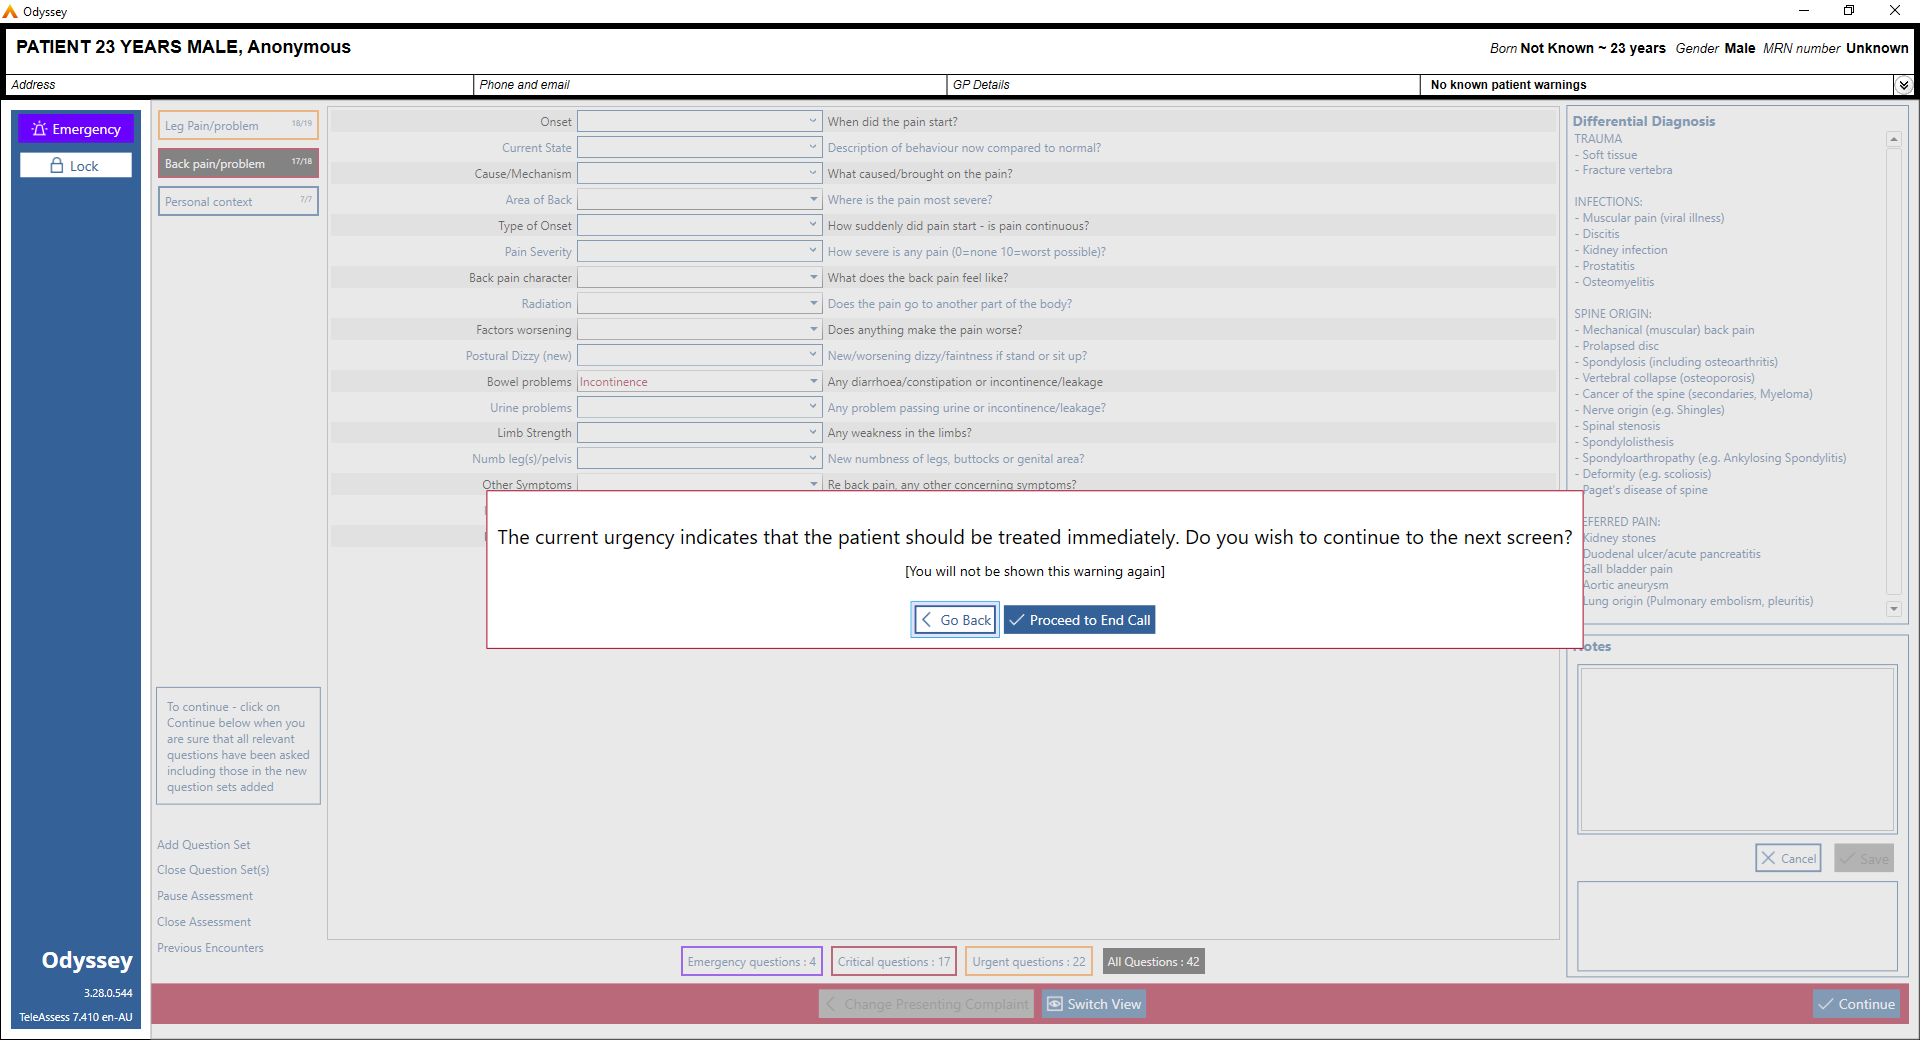 Odyssey
PATIENT 23 YEARS MALE, Anonymous
Born Not Known ~ 23 years Gender Male MRN number Unknown
Address
Phone and email
GP Details
No known patient warnings
Emergency
Lock
Leg Pain/problem 18/19
Back pain/problem 17/18
Personal context 7/7
Onset When did the pain start?
Current State Description of behaviour now compared to normal?
Cause/Mechanism What caused/brought on the pain?
Area of Back Where is the pain most severe?
Type of Onset How suddenly did pain start - is pain continuous?
Pain Severity How severe is any pain (0=none 10=worst possible)?
Back pain character What does the back pain feel like?
Radiation Does the pain go to another part of the body?
Factors worsening Does anything make the pain worse?
Postural Dizzy (new) New/worsening dizzy/faintness if stand or sit up?
Bowel problems Incontinence Any diarrhoea/constipation or incontinence/leakage
Urine problems Any problem passing urine or incontinence/leakage?
Limb Strength Any weakness in the limbs?
Numb leg(s)/pelvis New numbness of legs, buttocks or genital area?
Other Symptoms Re back pain, any other concerning symptoms?
The current urgency indicates that the patient should be treated immediately. Do you wish to continue to the next screen?
[You will not be shown this warning again]
Go Back
Proceed to End Call
Differential Diagnosis
TRAUMA
- Soft tissue
- Fracture vertebra
INFECTIONS:
- Muscular pain (viral illness)
- Discitis
- Kidney infection
- Prostatitis
- Osteomyelitis
SPINE ORIGIN:
- Mechanical (muscular) back pain
- Prolapsed disc
- Spondylosis (including osteoarthritis)
- Vertebral collapse (osteoporosis)
- Cancer of the spine (secondaries, Myeloma)
- Nerve origin (e.g. Shingles)
- Spinal stenosis
- Spondylolisthesis
- Spondyloarthropathy (e.g. Ankylosing Spondylitis)
- Deformity (e.g. scoliosis)
Paget's disease of spine
EFERRED PAIN:
Kidney stones
Duodenal ulcer/acute pancreatitis
Gall bladder pain
Aortic aneurysm
Lung origin (Pulmonary embolism, pleuritis)
otes
Cancel
Save
To continue - click on
Continue below when you
are sure that all relevant
questions have been asked
including those in the new
question sets added
Add Question Set
Close Question Set(s)
Pause Assessment
Close Assessment
Previous Encounters
Emergency questions : 4
Critical questions : 17
Urgent questions : 22
All Questions : 42
Odyssey
3.28.0.544
TeleAssess 7.410 en-AU
Change Presenting Complaint
Switch View
Continue